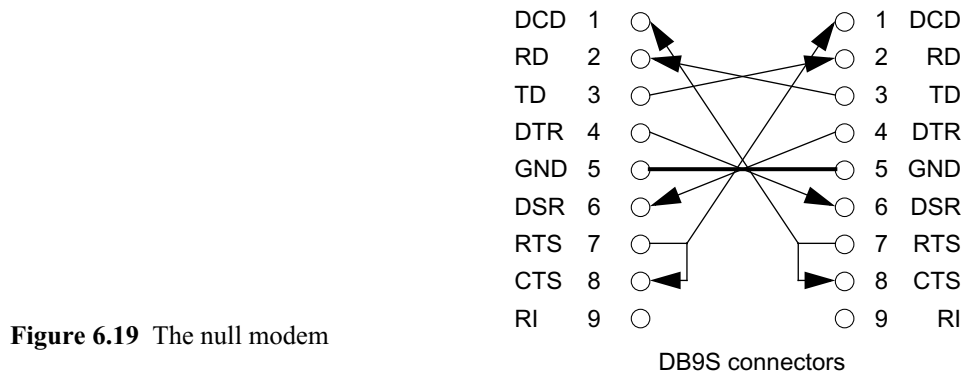 DCD 1 1 DCD
RD 2 2 RD
TD 3 3 TD
DTR 4 4 DTR
GND 5 5 GND
DSR 6 6 DSR
RTS 7 7 RTS
CTS 8 8 CTS
RI 9 9 RI
Figure 6.19 The null modem
DB9S connectors